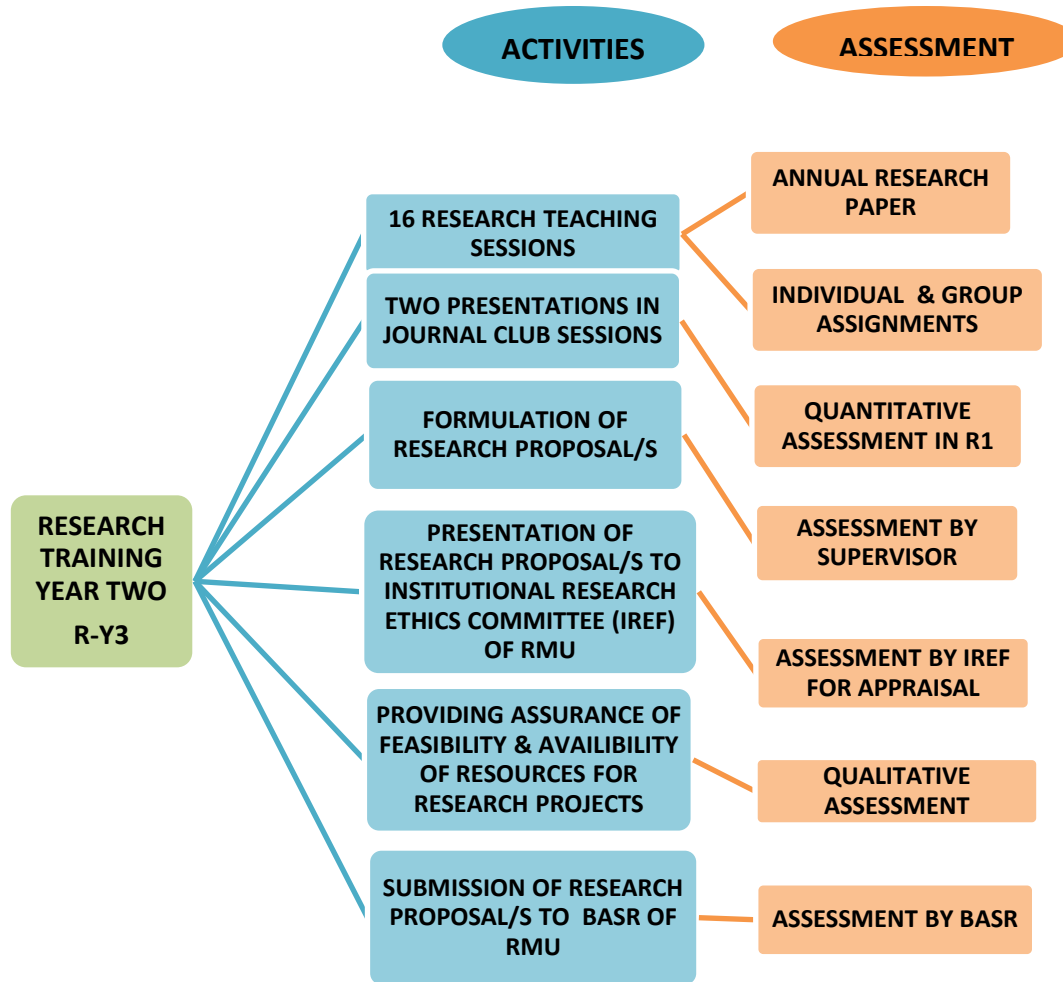 ACTIVITIES
ASSESSMENT
RESEARCH
TRAINING
YEAR TWO
R-Y3
16 RESEARCH TEACHING
SESSIONS
TWO PRESENTATIONS IN
JOURNAL CLUB SESSIONS
FORMULATION OF
RESEARCH PROPOSAL/S
PRESENTATION OF
RESEARCH PROPOSAL/S TO
INSTITUTIONAL RESEARCH
ETHICS COMMITTEE (IREF)
OF RMU
PROVIDING ASSURANCE OF
FEASIBILITY & AVAILIBILITY
OF RESOURCES FOR
RESEARCH PROJECTS
SUBMISSION OF RESEARCH
PROPOSAL/S TO BASR OF
RMU
ANNUAL RESEARCH
PAPER
INDIVIDUAL & GROUP
ASSIGNMENTS
QUANTITATIVE
ASSESSMENT IN R1
ASSESSMENT BY
SUPERVISOR
ASSESSMENT BY IREF
FOR APPRAISAL
QUALITATIVE
ASSESSMENT
ASSESSMENT BY BASR